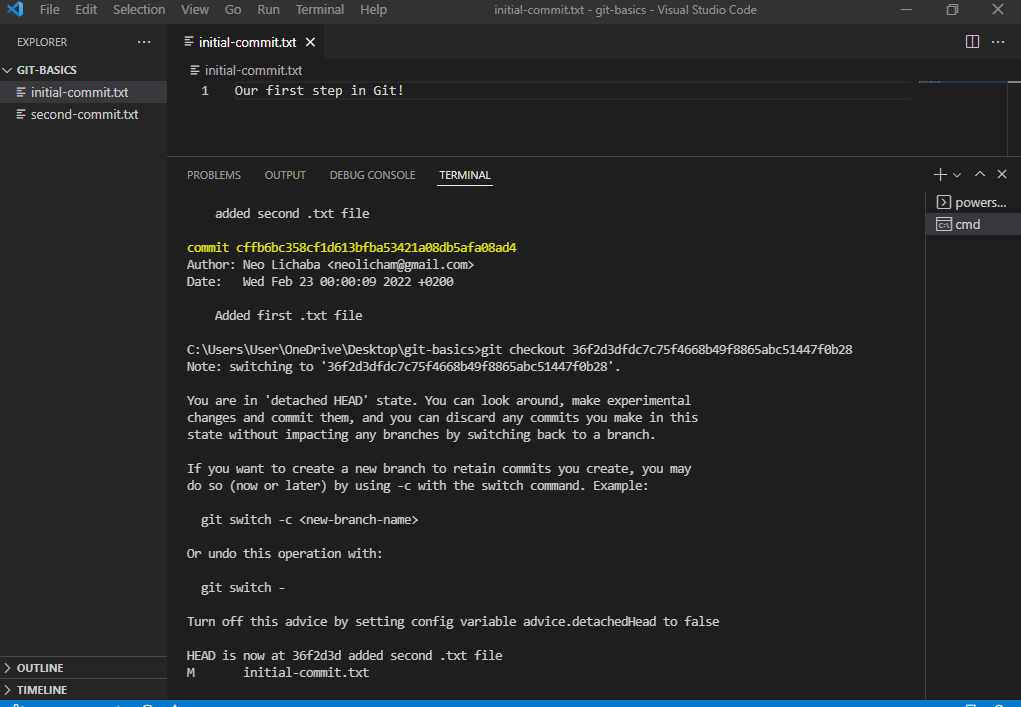 File Edit Selection View Go Run Terminal Help initial-commit.txt - git-basics - Visual Studio Code
EXPLORER
GIT-BASICS
initial-commit.txt
second-commit.txt
OUTLINE
TIMELINE
initial-commit.txt
initial-commit.txt
1 Our first step in Git!
PROBLEMS OUTPUT DEBUG CONSOLE TERMINAL
added second .txt file
commit cffb6bc358cf1d613bfba53421a08db5afa08ad4
Author: Neo Lichaba <neolicham@gmail.com>
Date: Wed Feb 23 00:00:09 2022 +0200
Added first .txt file
C:\Users\User\OneDrive\Desktop\git-basics>git checkout 36f2d3dfdc7c75f4668b49f8865abc51447f0b28
Note: switching to '36f2d3dfdc7c75f4668b49f8865abc51447f0b28'.
You are in 'detached HEAD' state. You can look around, make experimental
changes and commit them, and you can discard any commits you make in this
state without impacting any branches by switching back to a branch.
If you want to create a new branch to retain commits you create, you may
do so (now or later) by using -c with the switch command. Example:
git switch -c <new-branch-name>
Or undo this operation with:
git switch -
Turn off this advice by setting config variable advice.detachedHead to false
HEAD is now at 36f2d3d added second .txt file
M initial-commit.txt
powers...
cmd